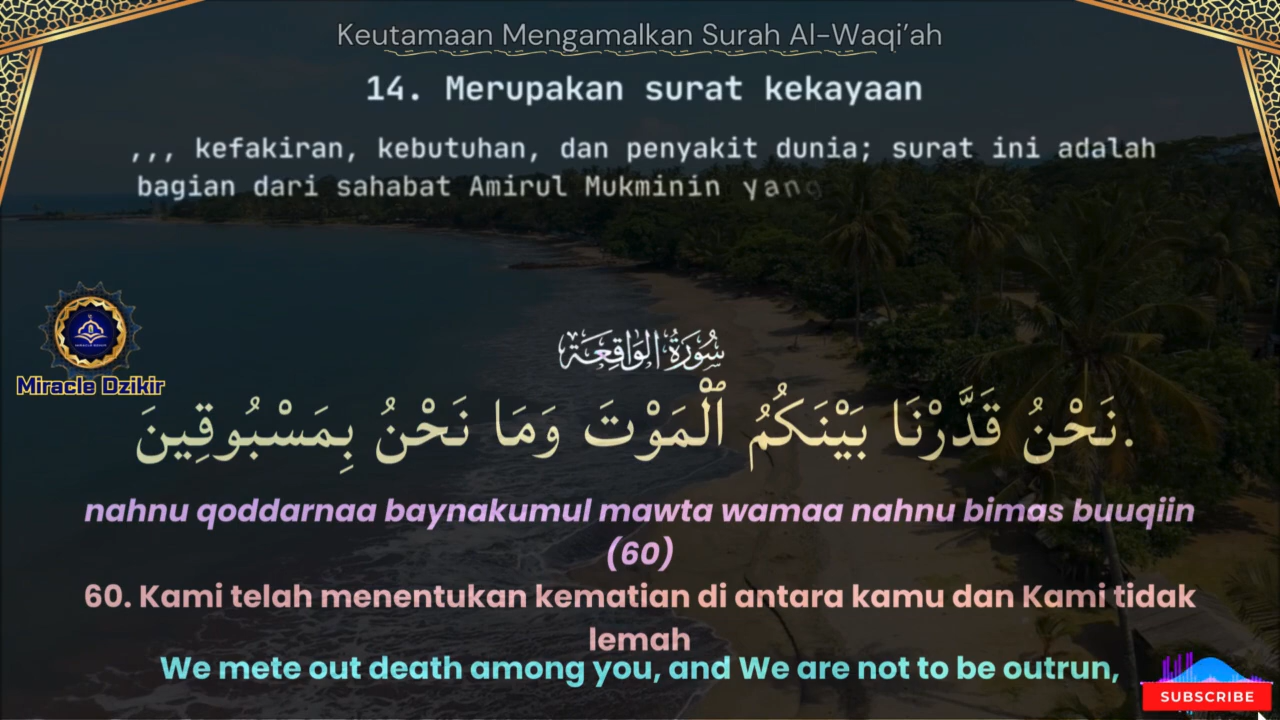 Keutamaan Mengamalkan Surah Al-Waqi’ah
14. Merupakan surat kekayaan
,,, kefakiran, kebutuhan, dan penyakit dunia; surat ini adalah
bagian dari sahabat Amirul Mukminin yang
سُورَةُ الوَاقِعَة
Miracle Dzikir
نَحْنُ قَدَّرْنَا بَيْنَكُمُ ٱلْمَوْتَ وَمَا نَحْنُ بِمَسْبُوقِينَ.
nahnu qoddarnaa baynakumul mawta wamaa nahnu bimas buuqiin
(60)
60. Kami telah menentukan kematian di antara kamu dan Kami tidak
lemah
We mete out death among you, and We are not to be outrun,
SUBSCRIBE